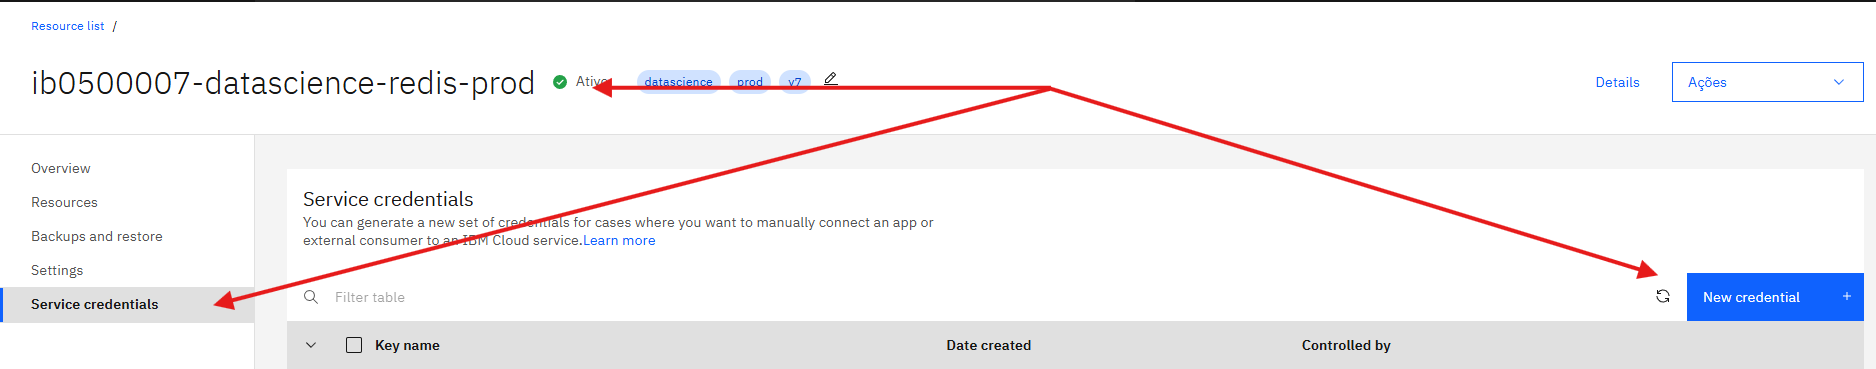 Resource list /
ib0500007-datascience-redis-prod Ativo datascience prod v7 Details Ações
Overview
Resources
Backups and restore
Settings
Service credentials
Service credentials
You can generate a new set of credentials for cases where you want to manually connect an app or
external consumer to an IBM Cloud service.Learn more
Filter table New credential +
Key name Date created Controlled by